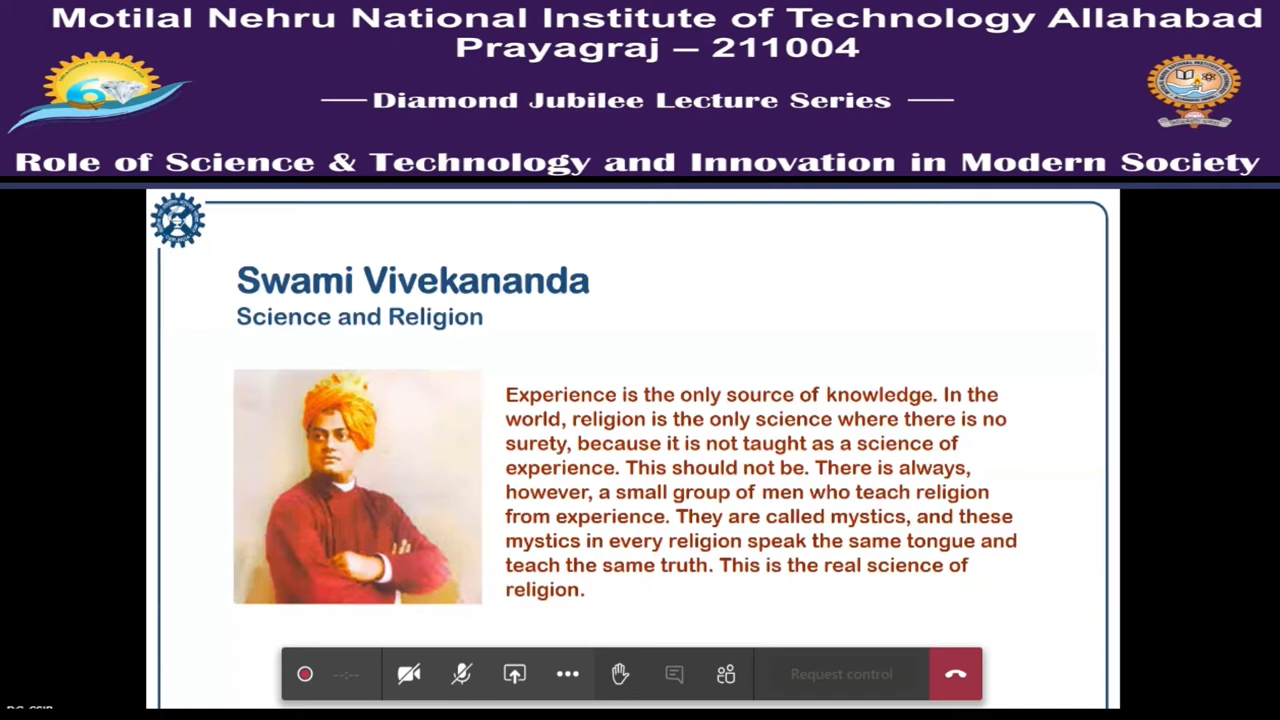 Motilal Nehru National Institute of Technology Allahabad
Prayagraj – 211004
Diamond Jubilee Lecture Series
Role of Science & Technology and Innovation in Modern Society
Swami Vivekananda
Science and Religion
Experience is the only source of knowledge. In the
world, religion is the only science where there is no
surety, because it is not taught as a science of
experience. This should not be. There is always,
however, a small group of men who teach religion
from experience. They are called mystics, and these
mystics in every religion speak the same tongue and
teach the same truth. This is the real science of
religion.
--:--
Request control